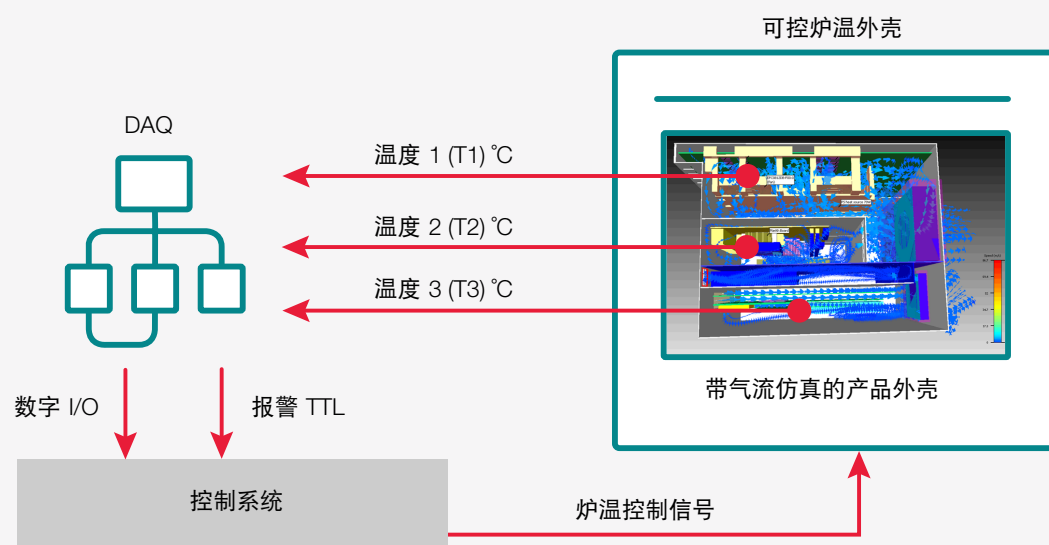 可控炉温外壳
DAQ
温度 1 (T1) ℃
温度 2 (T2) ℃
温度 3 (T3) ℃
带气流仿真的产品外壳
数字 I/O
报警 TTL
控制系统
炉温控制信号